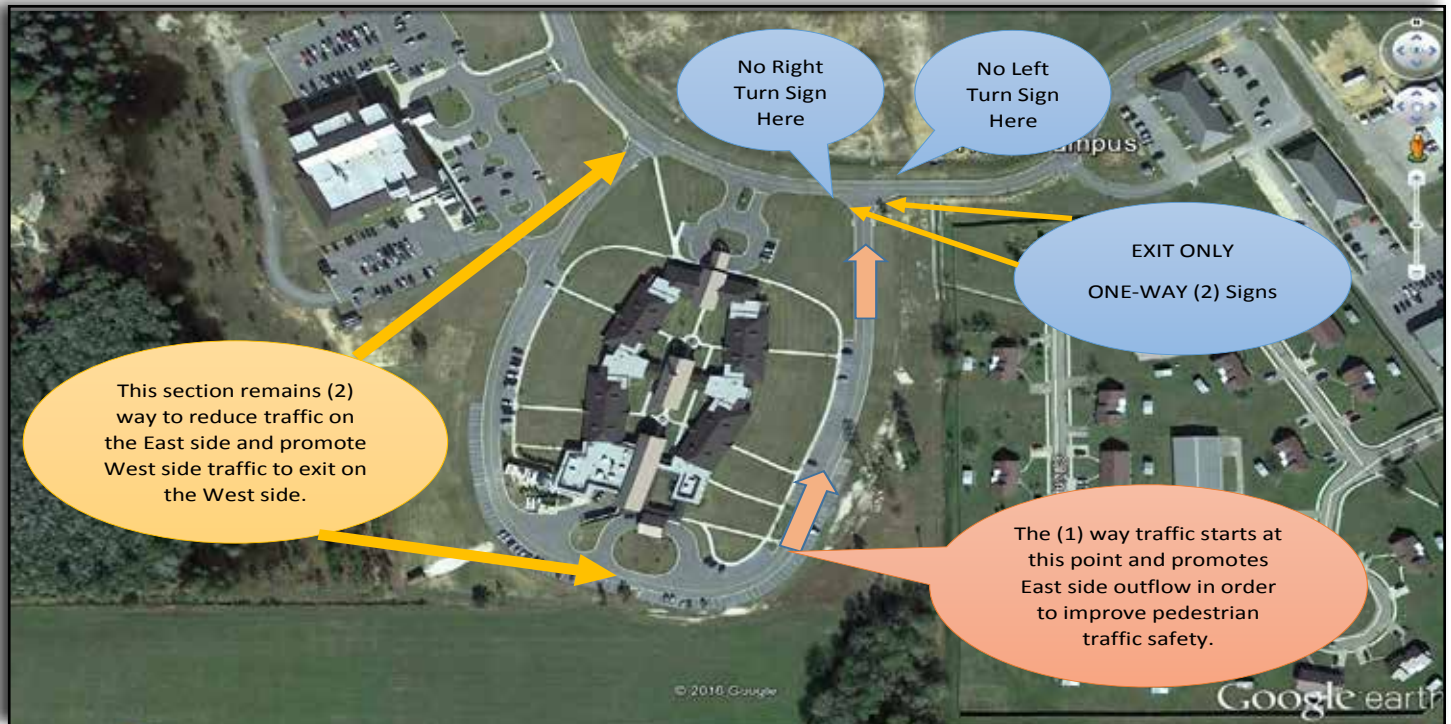 No Right
Turn Sign
Here
No Left
Turn Sign
Here
mpus
EXIT ONLY
ONE-WAY (2) Signs
This section remains (2)
way to reduce traffic on
the East side and promote
West side traffic to exit on
the West side.
The (1) way traffic starts at
this point and promotes
East side outflow in order
to improve pedestrian
traffic safety.
© 2016 Google
Google earth